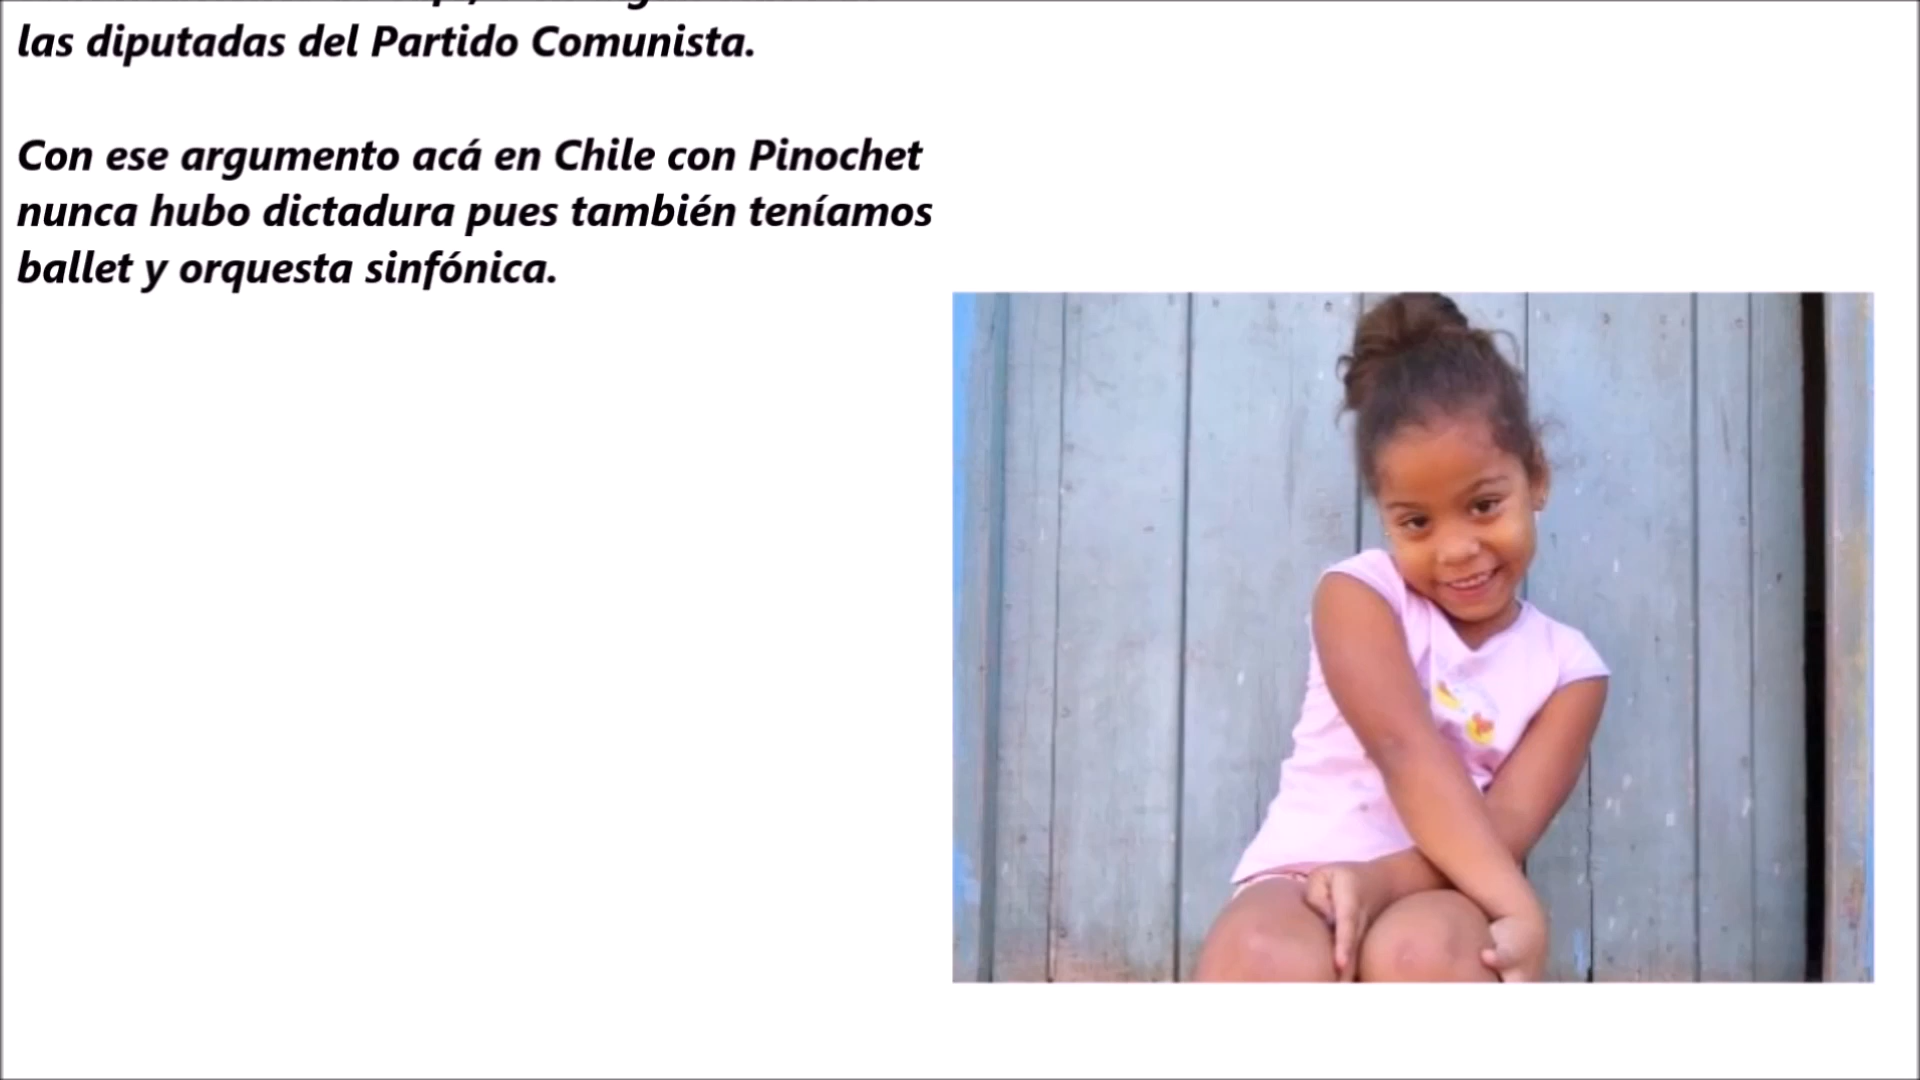 las diputadas del Partido Comunista.
Con ese argumento acá en Chile con Pinochet
nunca hubo dictadura pues también teníamos
ballet y orquesta sinfónica.